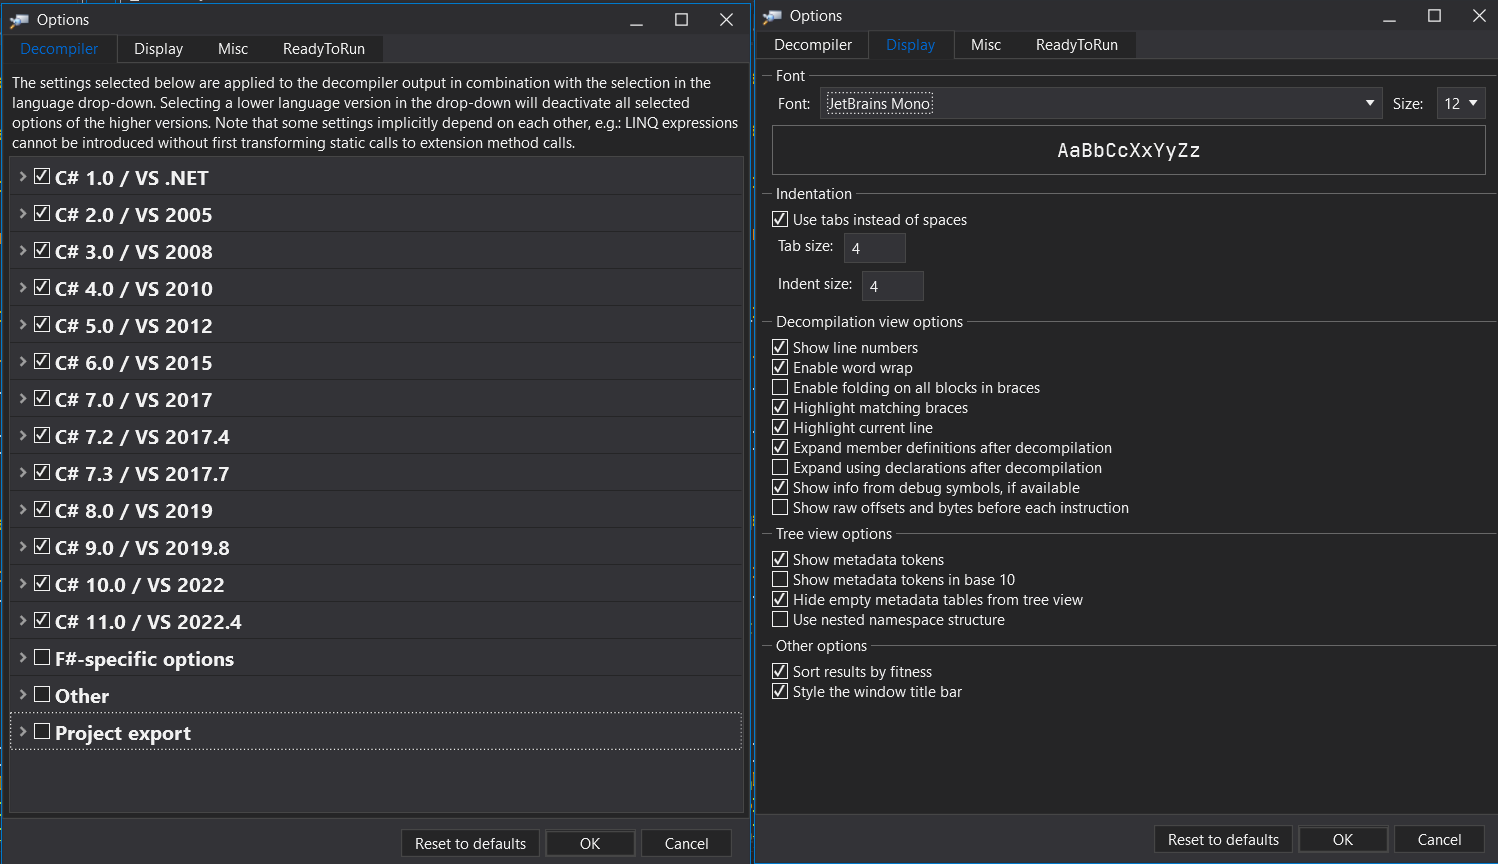 Options
Decompiler Display Misc ReadyToRun
The settings selected below are applied to the decompiler output in combination with the selection in the
language drop-down. Selecting a lower language version in the drop-down will deactivate all selected
options of the higher versions. Note that some settings implicitly depend on each other, e.g.: LINQ expressions
cannot be introduced without first transforming static calls to extension method calls.
C# 1.0 / VS .NET
C# 2.0 / VS 2005
C# 3.0 / VS 2008
C# 4.0 / VS 2010
C# 5.0 / VS 2012
C# 6.0 / VS 2015
C# 7.0 / VS 2017
C# 7.2 / VS 2017.4
C# 7.3 / VS 2017.7
C# 8.0 / VS 2019
C# 9.0 / VS 2019.8
C# 10.0 / VS 2022
C# 11.0 / VS 2022.4
F#-specific options
Other
Project export
Reset to defaults OK Cancel
Options
Decompiler Display Misc ReadyToRun
Font
Font: JetBrains Mono Size: 12
AaBbCcXxYyZz
Indentation
Use tabs instead of spaces
Tab size: 4
Indent size: 4
Decompilation view options
Show line numbers
Enable word wrap
Enable folding on all blocks in braces
Highlight matching braces
Highlight current line
Expand member definitions after decompilation
Expand using declarations after decompilation
Show info from debug symbols, if available
Show raw offsets and bytes before each instruction
Tree view options
Show metadata tokens
Show metadata tokens in base 10
Hide empty metadata tables from tree view
Use nested namespace structure
Other options
Sort results by fitness
Style the window title bar
Reset to defaults OK Cancel